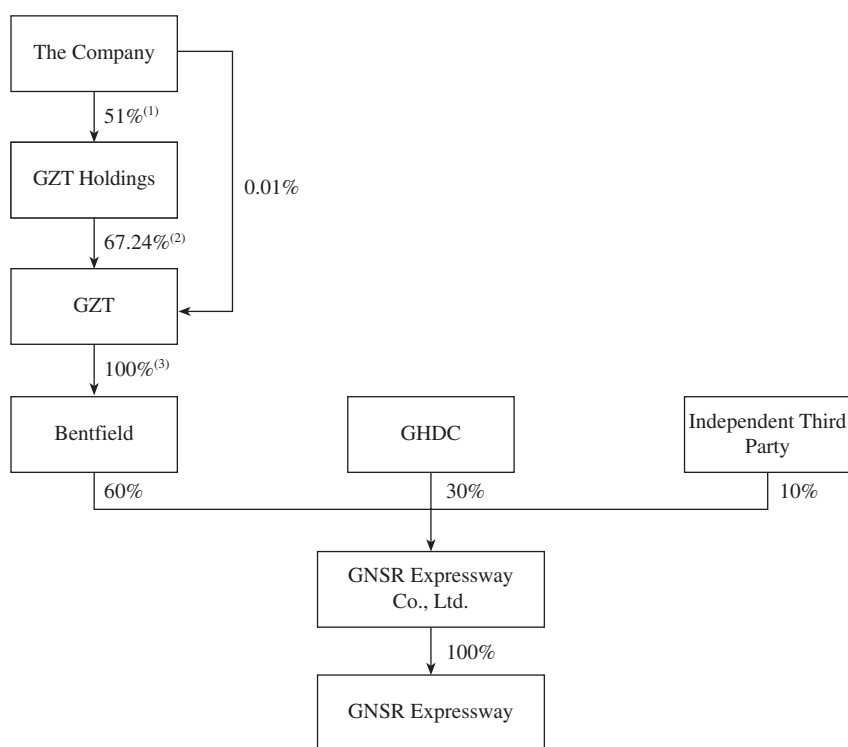 The Company
51%(1)
GZT Holdings
0.01%
67.24%(2)
GZT
100%(3)
Bentfield
GHDC
Independent Third
Party
60%
30%
10%
GNSR Expressway
Co., Ltd.
100%
GNSR Expressway